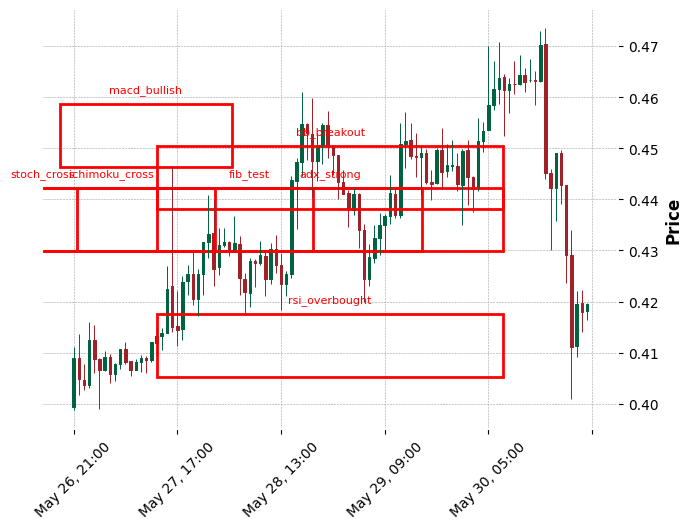 macd_bullish
bb_breakout
stoch_cross
ichimoku_cross
fib_test
adx_strong
rsi_overbought
0.47
0.46
0.45
0.44
0.43
0.42
0.41
0.40
Price
May 26, 21:00
May 27, 17:00
May 28, 13:00
May 29, 09:00
May 30, 05:00